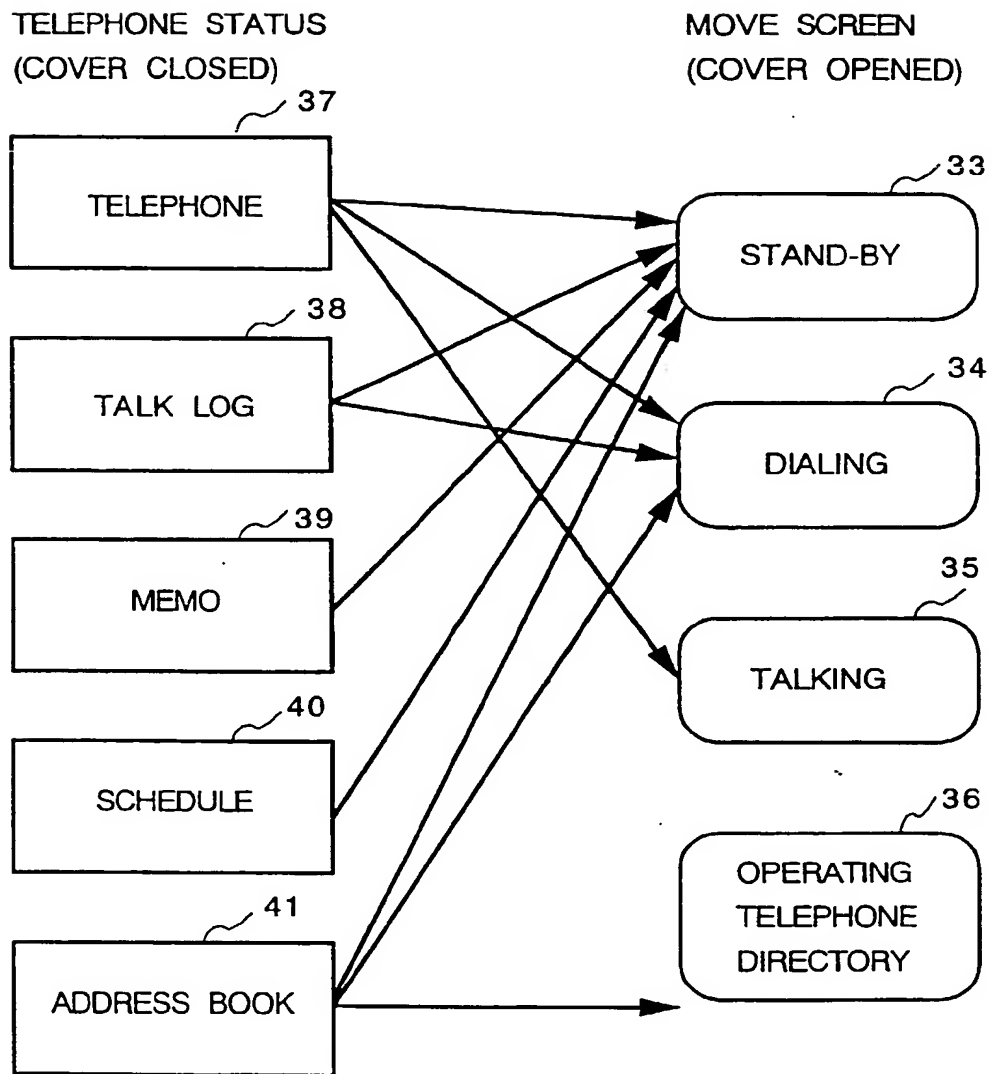 TELEPHONE STATUS
(COVER CLOSED)
MOVE SCREEN
(COVER OPENED)
37
TELEPHONE
38
TALK LOG
39
MEMO
40
SCHEDULE
41
ADDRESS BOOK
33
STAND-BY
34
DIALING
35
TALKING
36
OPERATING
TELEPHONE
DIRECTORY